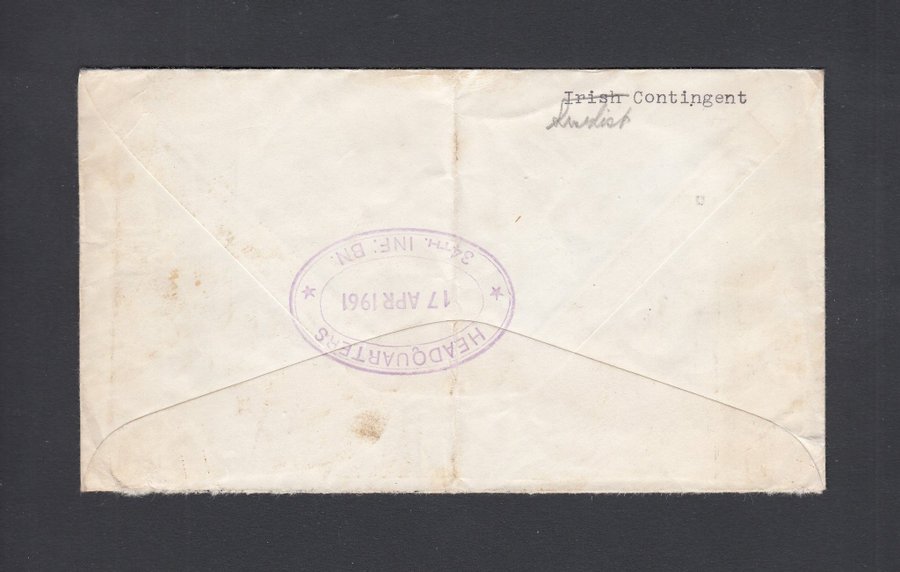 Irish Contingent
Swedish
HEADQUARTERS
17 APR 1961
34TH. INF: BN.